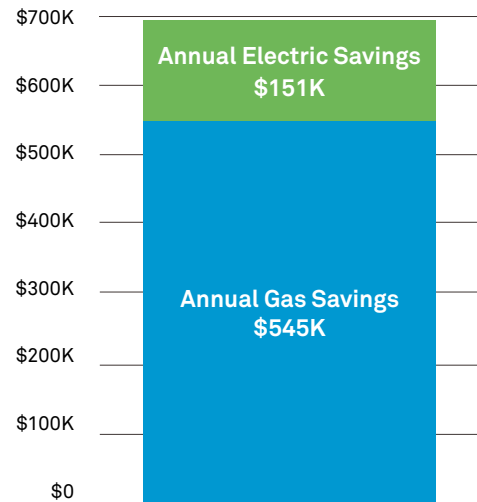 $700K
Annual Electric Savings
$151K
$600K
$500K
$400K
$300K
Annual Gas Savings
$545K
$200K
$100K
$0